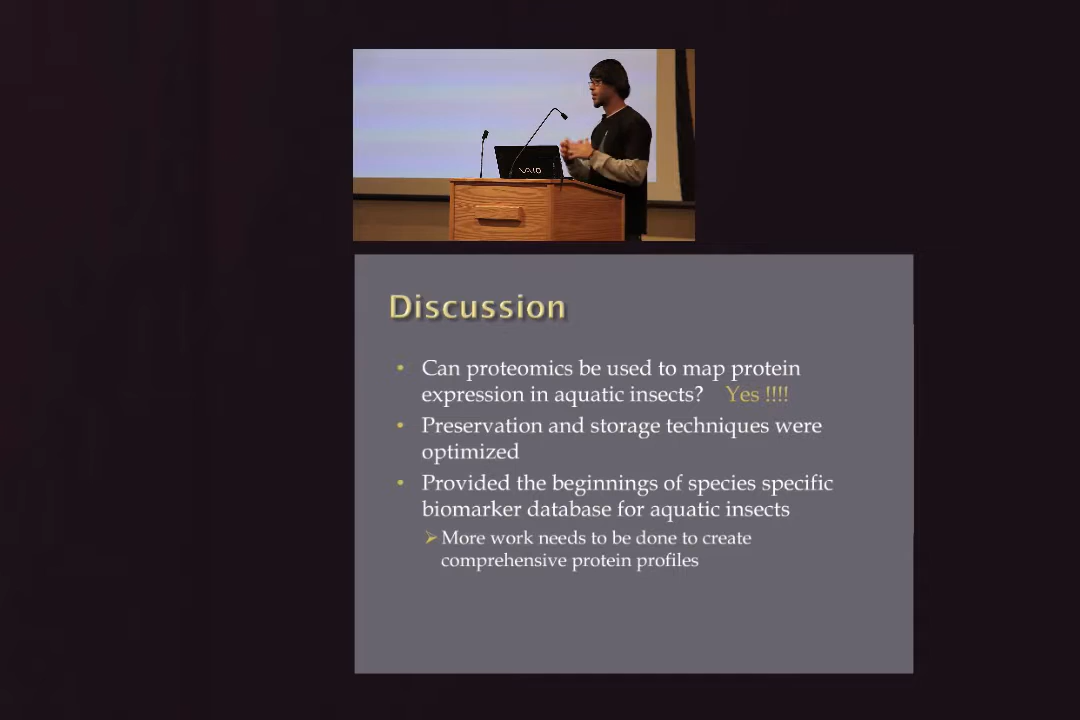 VAIO
Discussion
• Can proteomics be used to map protein
expression in aquatic insects? Yes !!!!
• Preservation and storage techniques were
optimized
• Provided the beginnings of species specific
biomarker database for aquatic insects
➢ More work needs to be done to create
comprehensive protein profiles